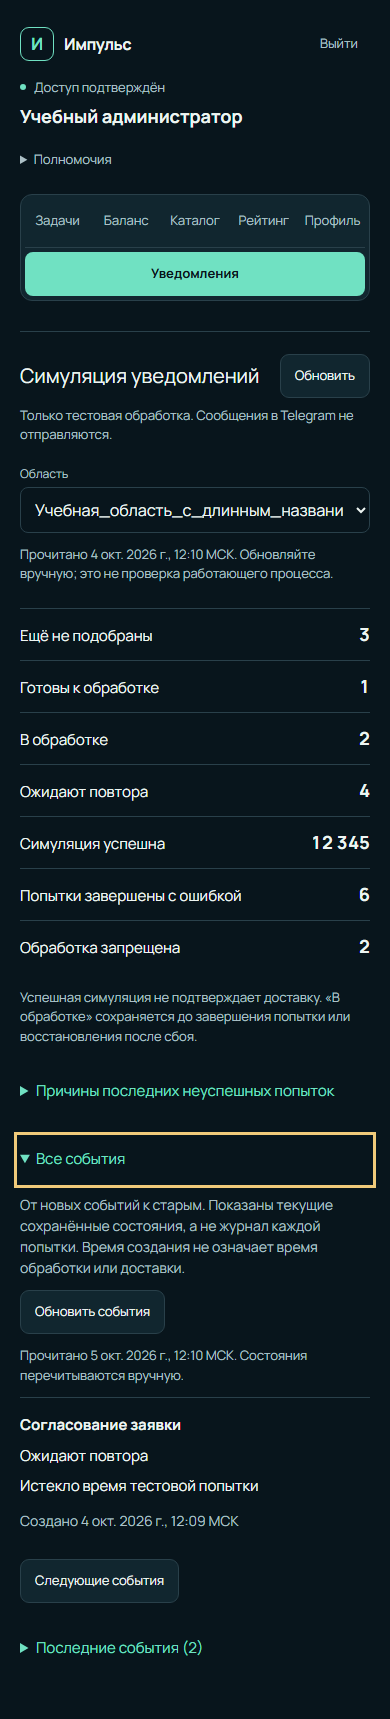 И Импульс Выйти
Доступ подтверждён
Учебный администратор
Полномочия
Задачи Баланс Каталог Рейтинг Профиль
Уведомления
Симуляция уведомлений Обновить
Только тестовая обработка. Сообщения в Telegram не
отправляются.
Область
Учебная_область_с_длинным_названи
Прочитано 4 окт. 2026 г., 12:10 МСК. Обновляйте
вручную; это не проверка работающего процесса.
Ещё не подобраны 3
Готовы к обработке 1
В обработке 2
Ожидают повтора 4
Симуляция успешна 12 345
Попытки завершены с ошибкой 6
Обработка запрещена 2
Успешная симуляция не подтверждает доставку. «В
обработке» сохраняется до завершения попытки или
восстановления после сбоя.
Причины последних неуспешных попыток
Все события
От новых событий к старым. Показаны текущие
сохранённые состояния, а не журнал каждой
попытки. Время создания не означает время
обработки или доставки.
Обновить события
Прочитано 5 окт. 2026 г., 12:10 МСК. Состояния
перечитываются вручную.
Согласование заявки
Ожидают повтора
Истекло время тестовой попытки
Создано 4 окт. 2026 г., 12:09 МСК
Следующие события
Последние события (2)